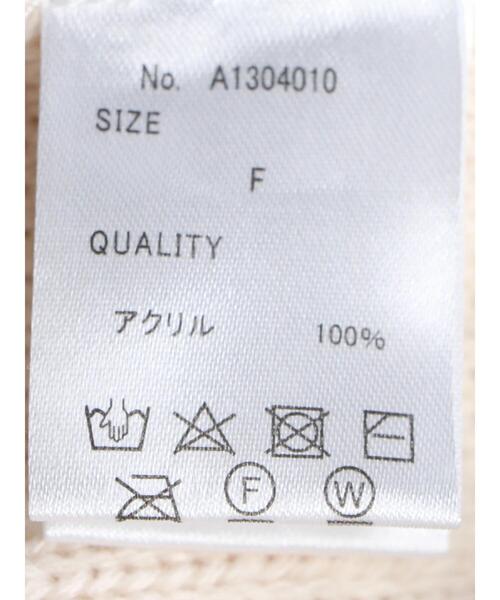 No. A1304010
SIZE
F
QUALITY
アクリル 100%
F W